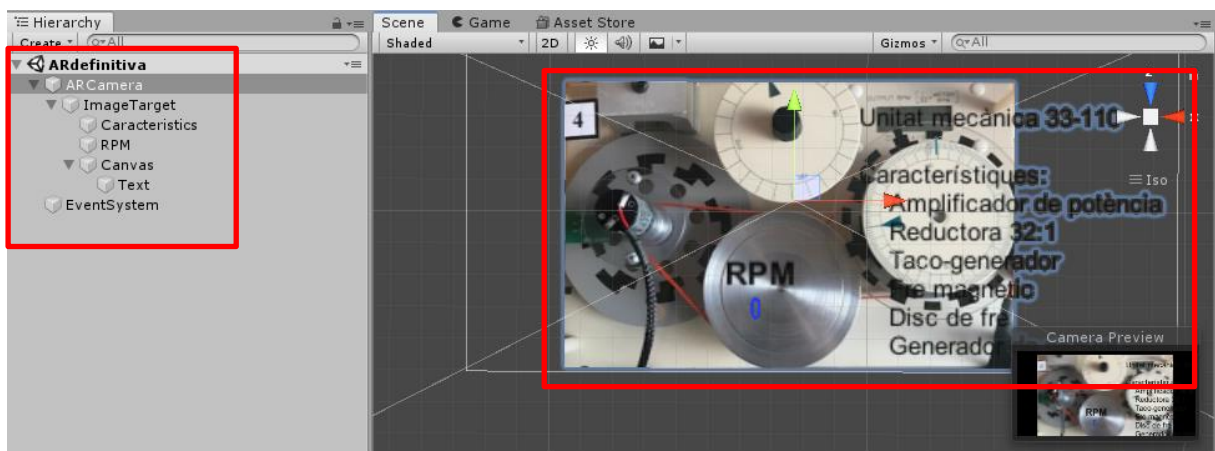 Hierarchy
Create
All
ARdefinitiva
ARCamera
ImageTarget
Caracteristics
RPM
Canvas
Text
EventSystem
Scene Game Asset Store
Shaded 2D Gizmos All
4
Unitat mecànica 33-110
Z
x
Iso
Característiques:
Amplificador de potència
Reductora 32:1
Taco-generador
Fre magnètic
Disc de fre
Generador
RPM
0
Camera Preview
RPM